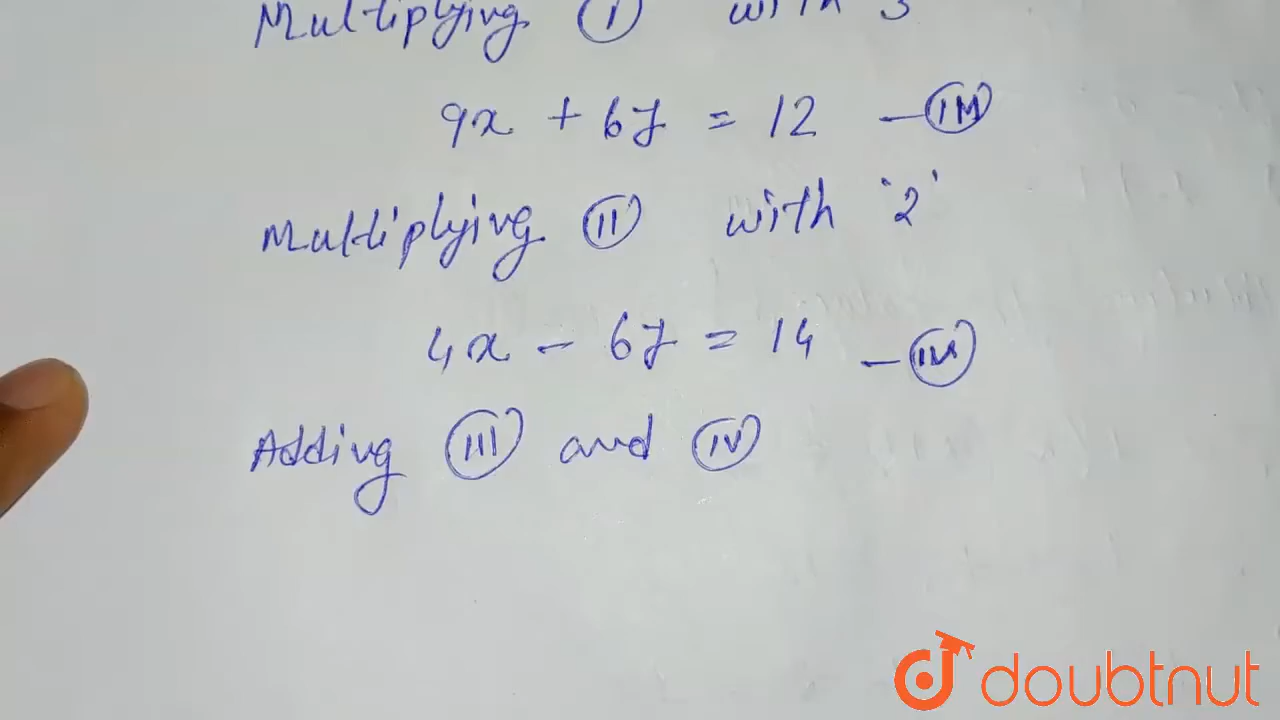 Multiplying (I) with 3
9x + 6y = 12 — (III)
Multiplying (II) with '2'
4x - 6y = 14 — (IV)
Adding (III) and (IV)
doubtnut